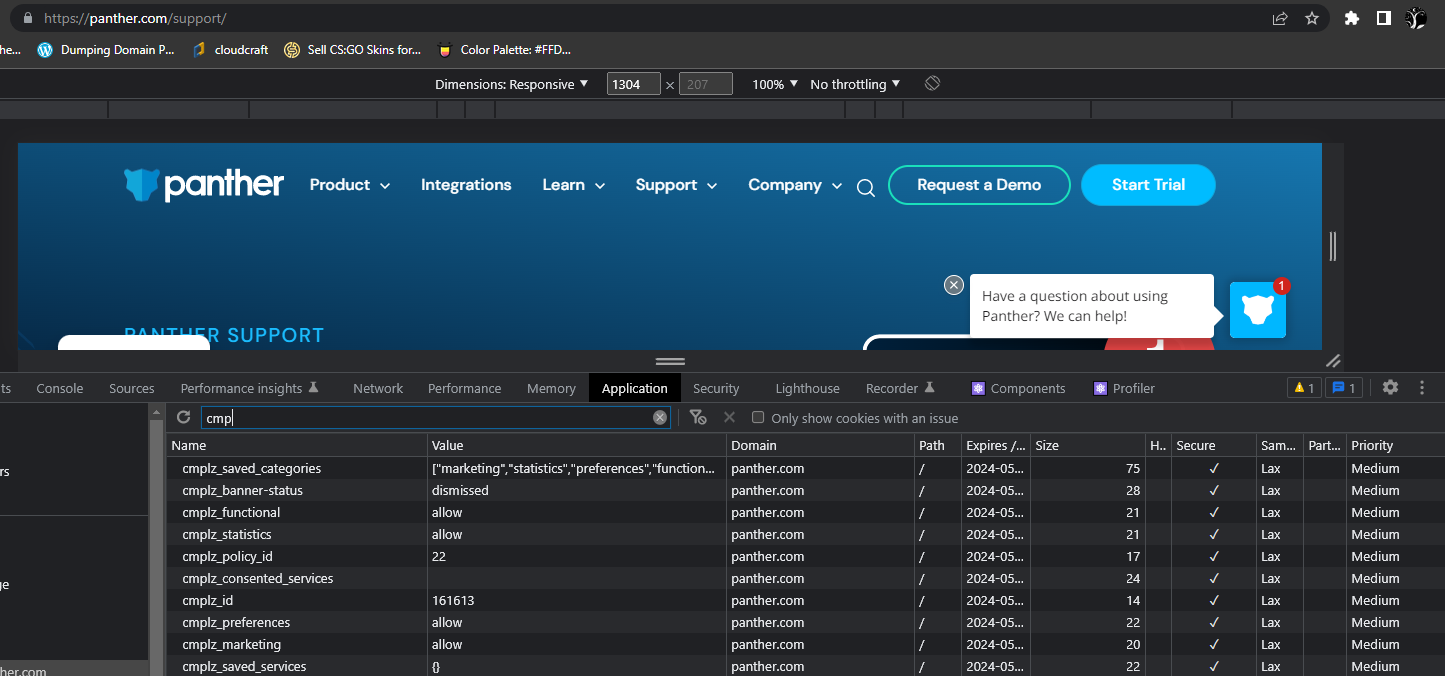 https://panther.com/support/
he... Dumping Domain P... cloudcraft Sell CS:GO Skins for... Color Palette: #FFD...
Dimensions: Responsive 1304 × 207 100% No throttling
panther Product Integrations Learn Support Company Request a Demo Start Trial
Have a question about using
Panther? We can help!
1
PANTHER SUPPORT
1
ts Console Sources Performance insights Network Performance Memory Application Security Lighthouse Recorder Components Profiler 1 1
cmp Only show cookies with an issue
Name Value Domain Path Expires /... Size H.. Secure Sam... Part... Priority
rs
ge
her.com
cmplz_saved_categories ["marketing","statistics","preferences","function... panther.com / 2024-05... 75 ✓ Lax Medium
cmplz_banner-status dismissed panther.com / 2024-05... 28 ✓ Lax Medium
cmplz_functional allow panther.com / 2024-05... 21 ✓ Lax Medium
cmplz_statistics allow panther.com / 2024-05... 21 ✓ Lax Medium
cmplz_policy_id 22 panther.com / 2024-05... 17 ✓ Lax Medium
cmplz_consented_services panther.com / 2024-05... 24 ✓ Lax Medium
cmplz_id 161613 panther.com / 2024-05... 14 ✓ Lax Medium
cmplz_preferences allow panther.com / 2024-05... 22 ✓ Lax Medium
cmplz_marketing allow panther.com / 2024-05... 20 ✓ Lax Medium
cmplz_saved_services {} panther.com / 2024-05... 22 ✓ Lax Medium